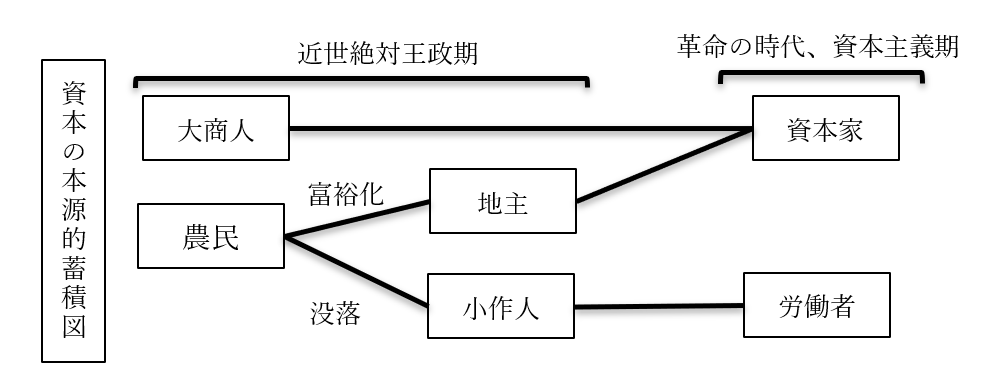 資本の本源的蓄積図
近世絶対王政期
革命の時代、資本主義期
大商人
資本家
富裕化
地主
農民
没落
小作人
労働者